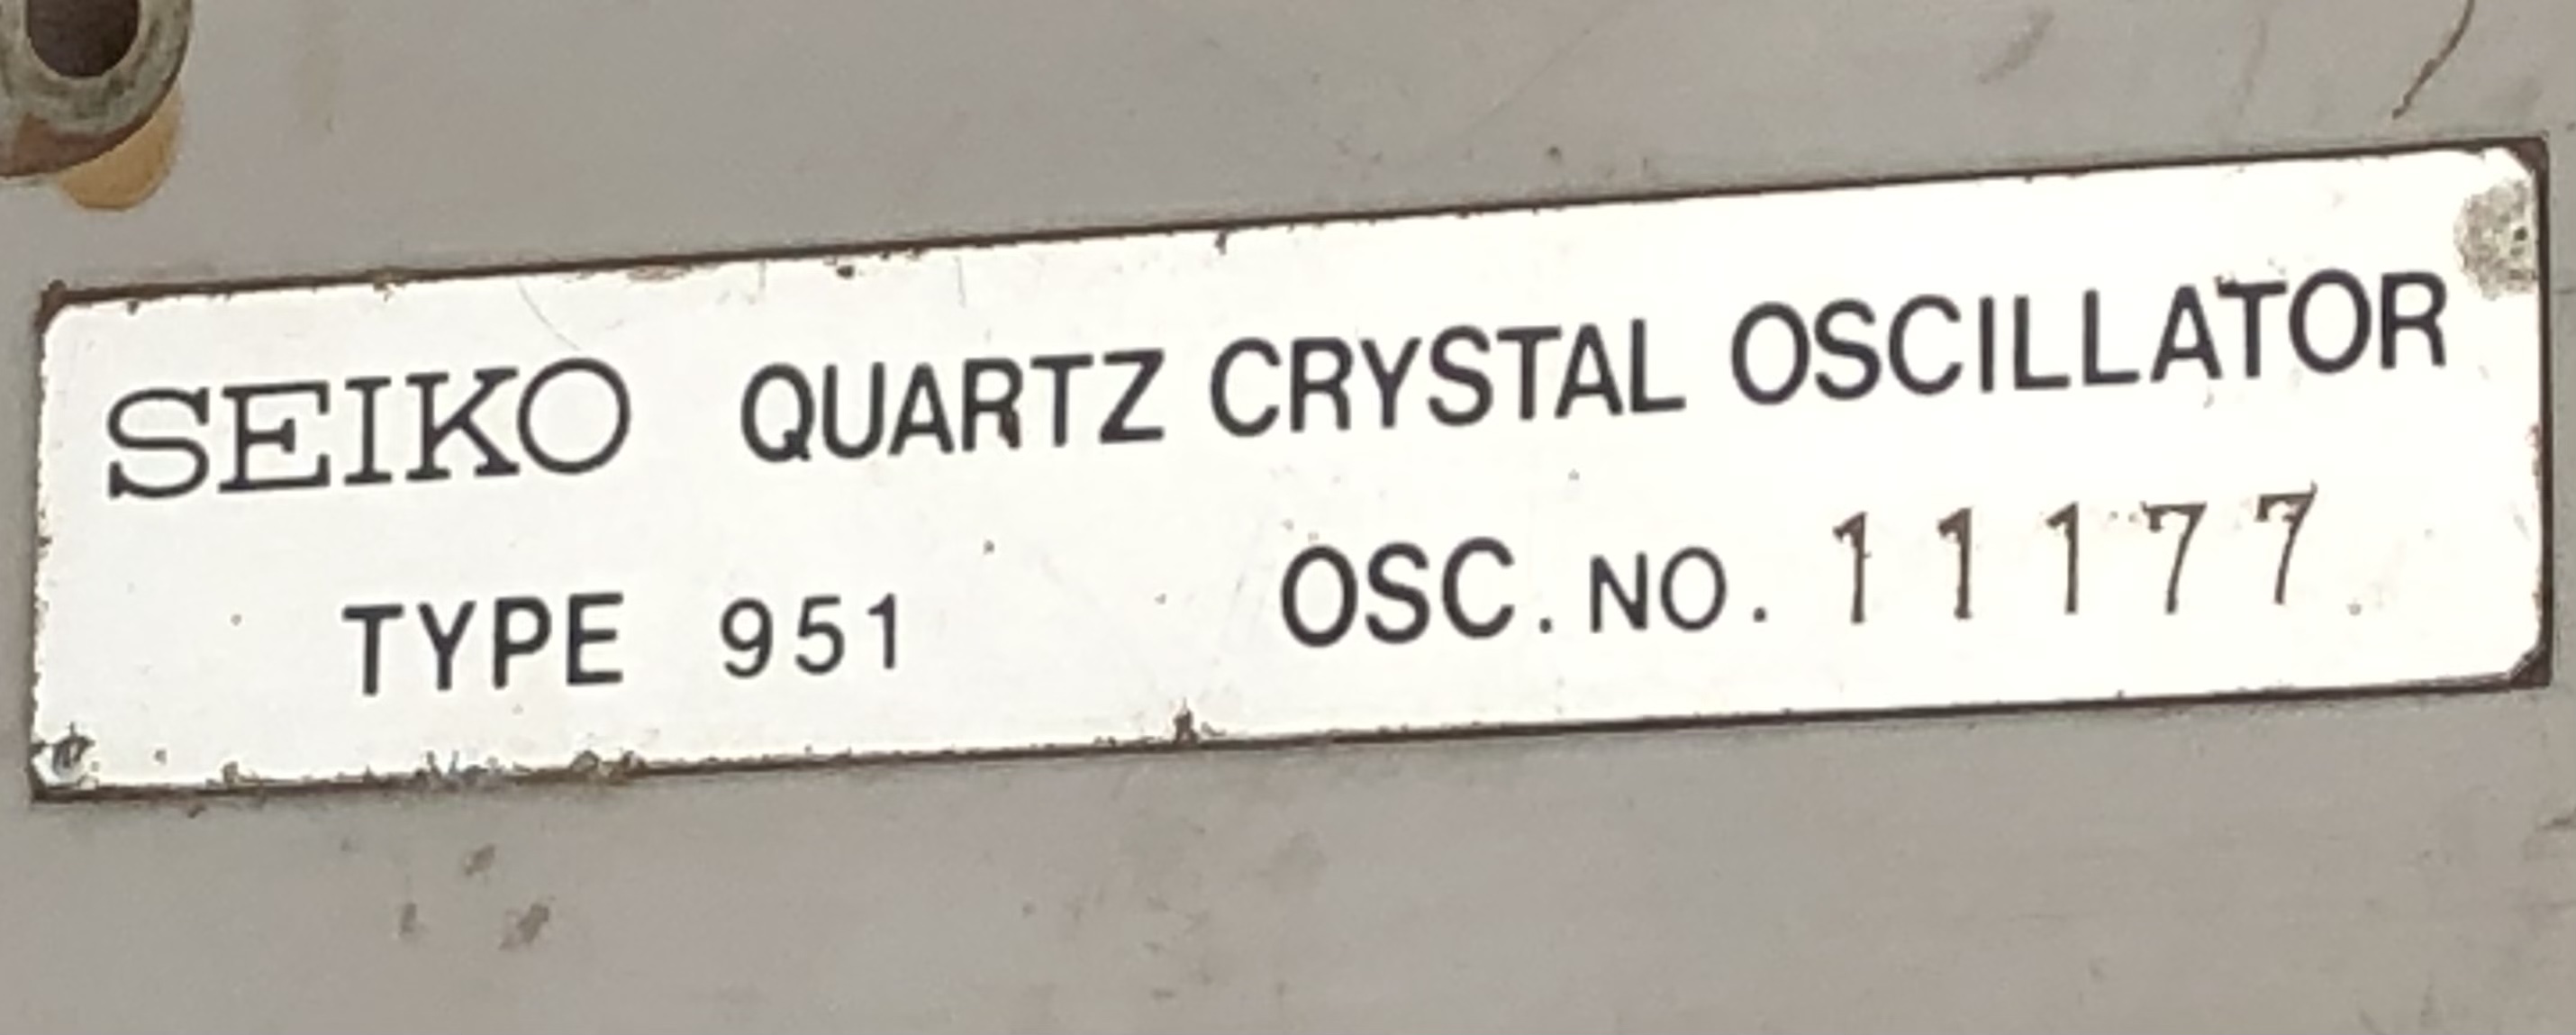 SEIKO QUARTZ CRYSTAL OSCILLATOR
TYPE 951 OSC. NO. 11177